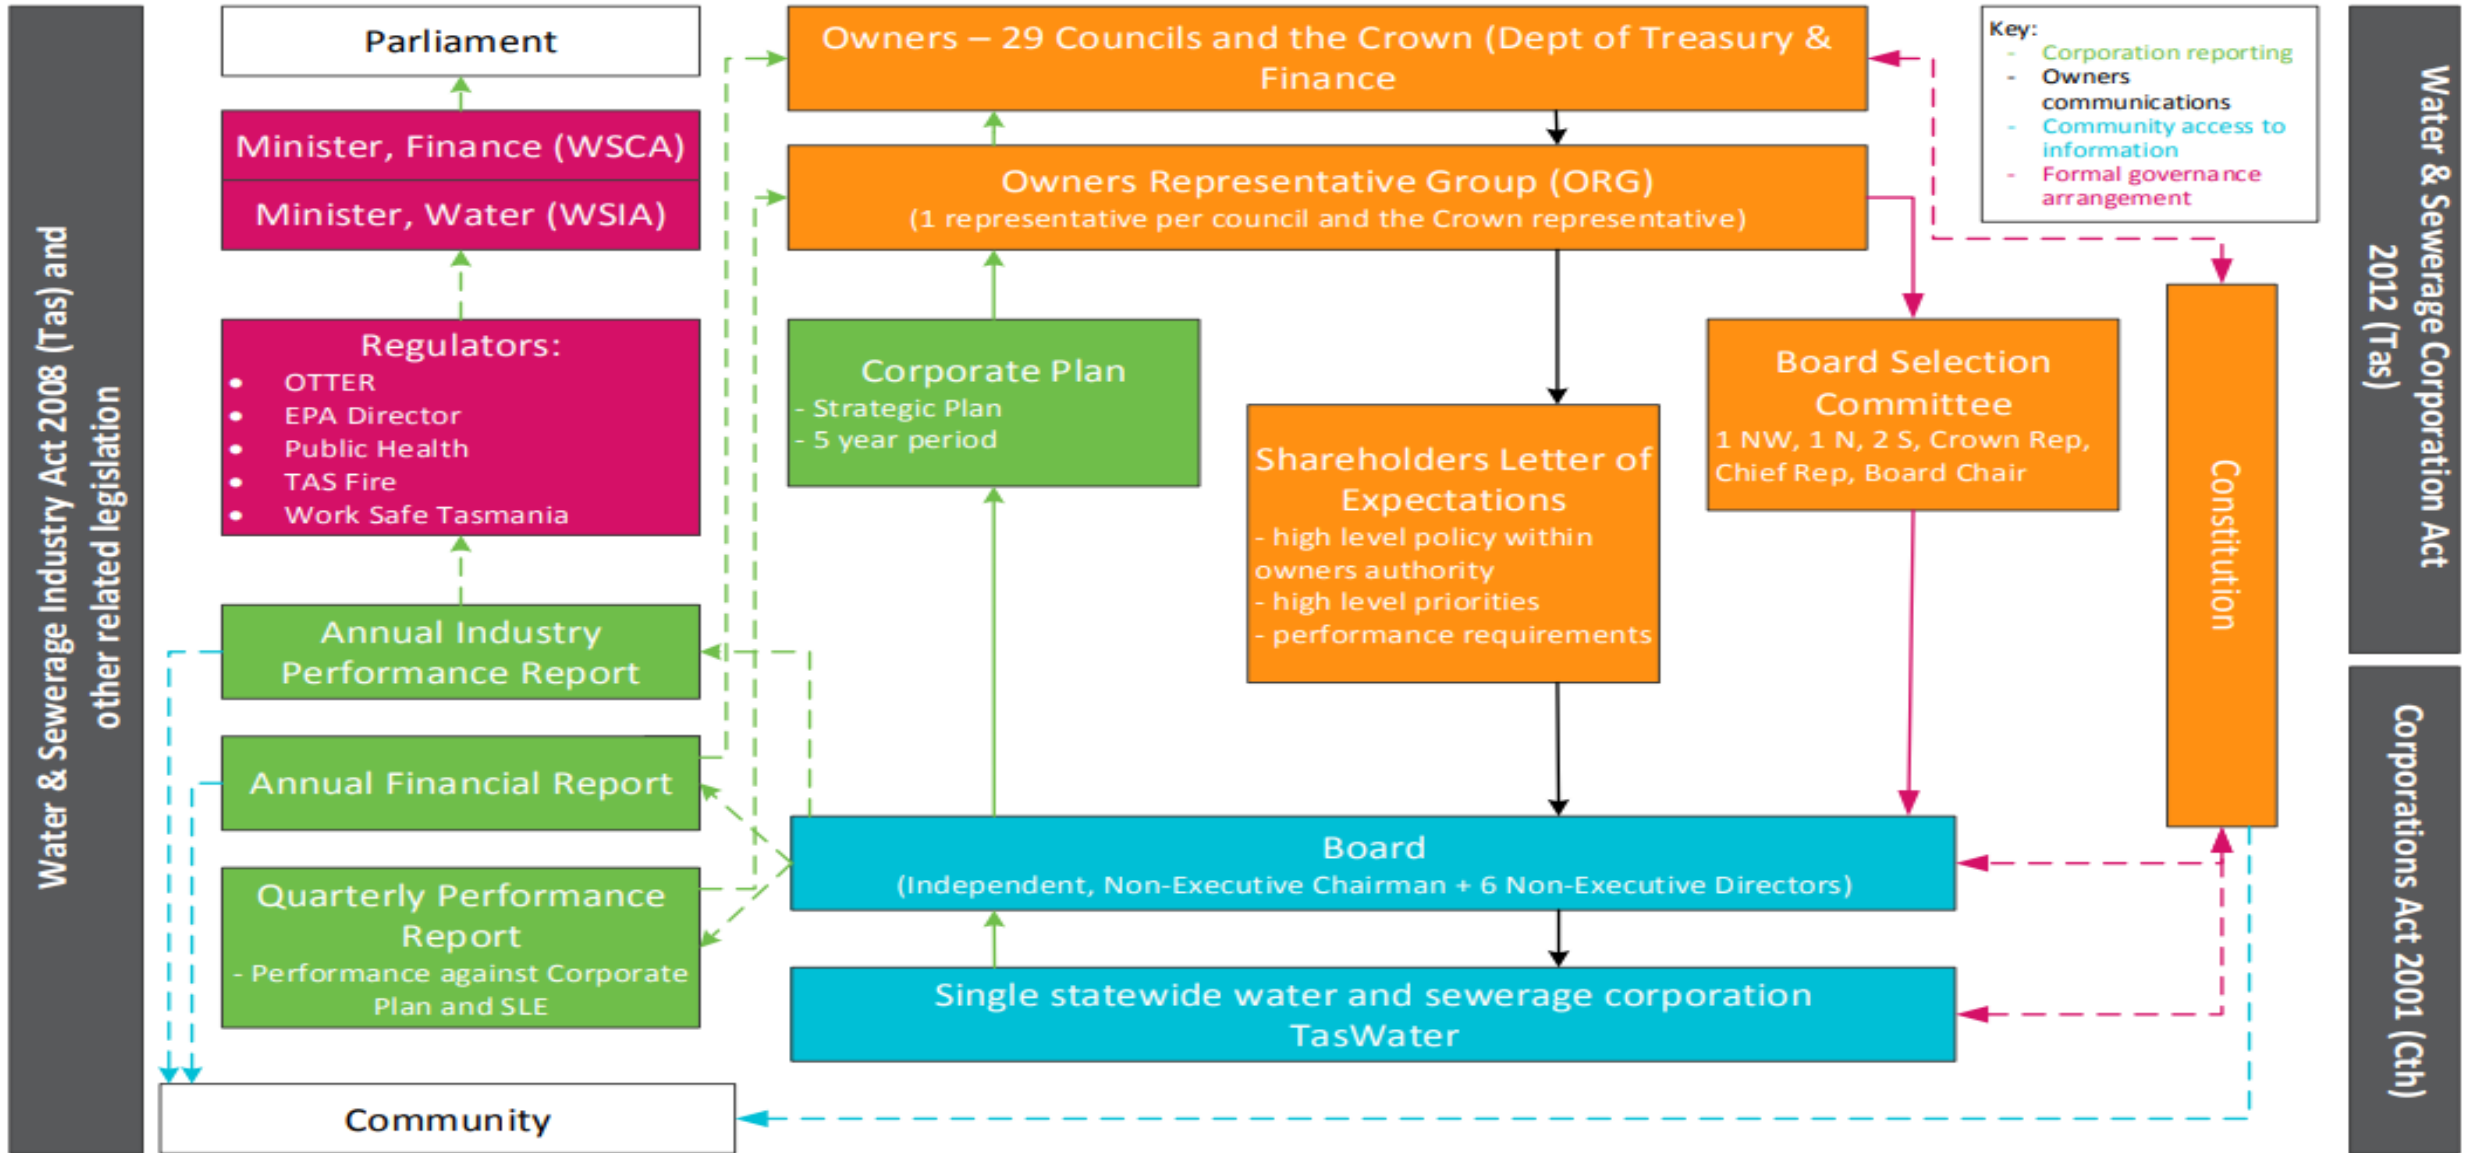 Water & Sewerage Industry Act 2008 (Tas) and
other related legislation
Parliament
Minister, Finance (WSCA)
Minister, Water (WSIA)
Regulators:
• OTTER
• EPA Director
• Public Health
• TAS Fire
• Work Safe Tasmania
Annual Industry
Performance Report
Annual Financial Report
Quarterly Performance
Report
- Performance against Corporate
Plan and SLE
Community
Owners – 29 Councils and the Crown (Dept of Treasury &
Finance
Owners Representative Group (ORG)
(1 representative per council and the Crown representative)
Corporate Plan
- Strategic Plan
- 5 year period
Shareholders Letter of
Expectations
- high level policy within
owners authority
- high level priorities
- performance requirements
Board Selection
Committee
1 NW, 1 N, 2 S, Crown Rep,
Chief Rep, Board Chair
Board
(Independent, Non-Executive Chairman + 6 Non-Executive Directors)
Single statewide water and sewerage corporation
TasWater
Constitution
Key:
- Corporation reporting
- Owners
communications
- Community access to
information
- Formal governance
arrangement
Water & Sewerage Corporation Act
2012 (Tas)
Corporations Act 2001 (Cth)